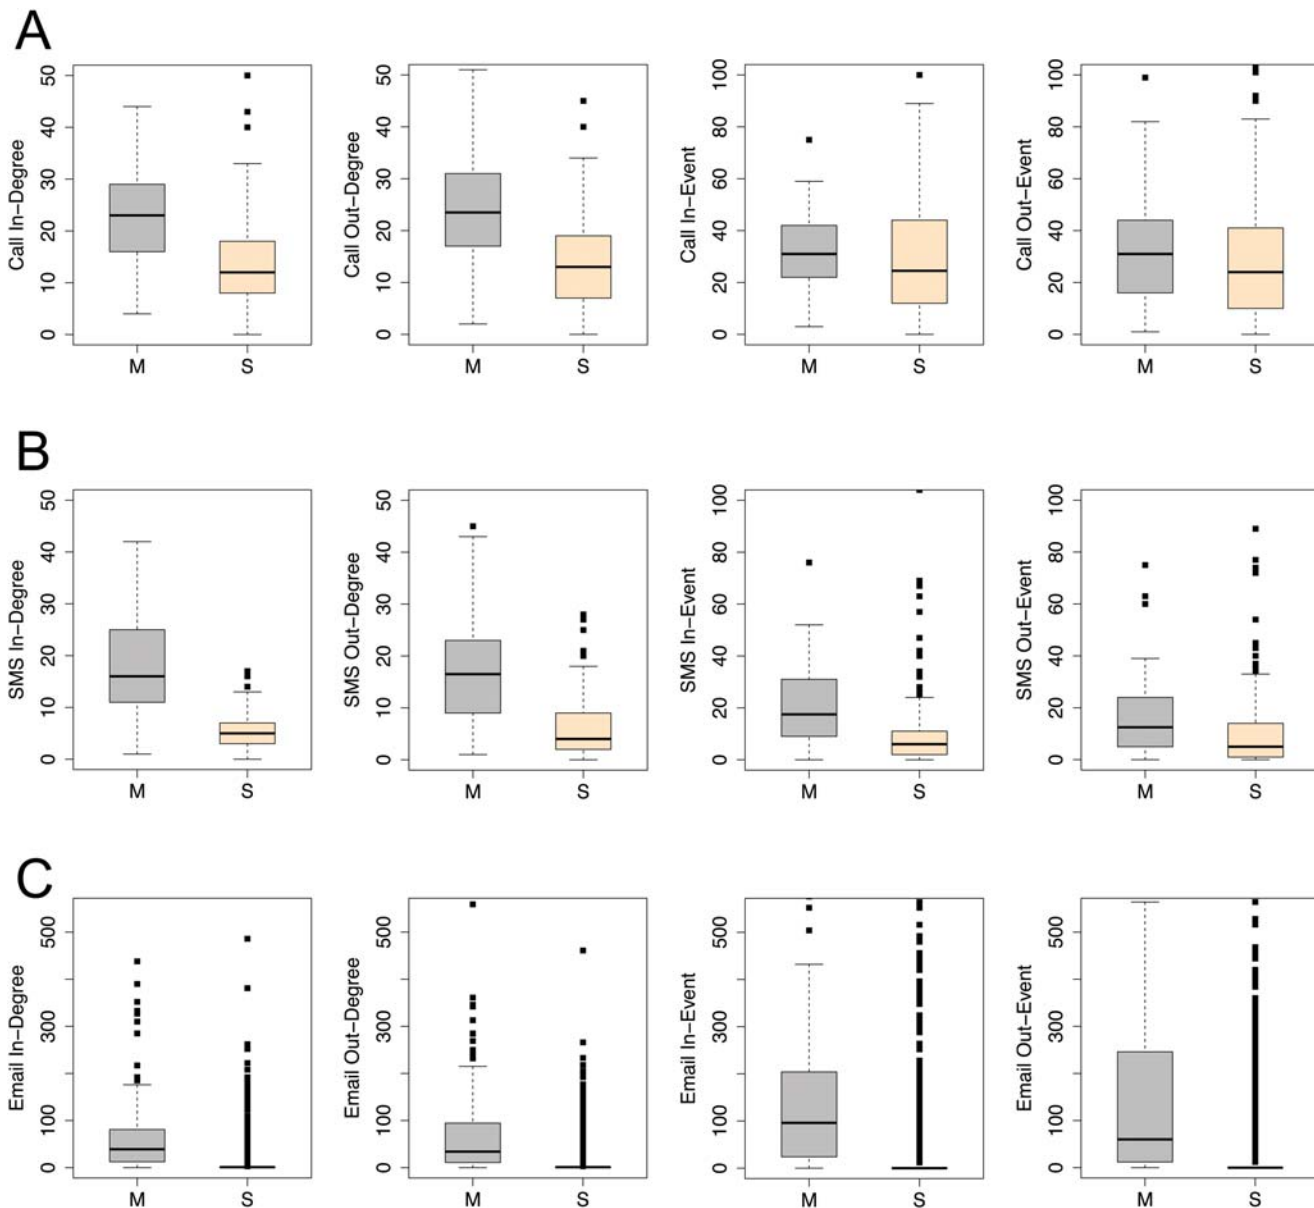 A
Call In−Degree
0 10 20 30 40 50
M S
Call Out−Degree
0 10 20 30 40 50
M S
Call In−Event
0 20 40 60 80 100
M S
Call Out−Event
0 20 40 60 80 100
M S
B
SMS In−Degree
0 10 20 30 40 50
M S
SMS Out−Degree
0 10 20 30 40 50
M S
SMS In−Event
0 20 40 60 80 100
M S
SMS Out−Event
0 20 40 60 80 100
M S
C
Email In−Degree
0 100 300 500
M S
Email Out−Degree
0 100 300 500
M S
Email In−Event
0 100 300 500
M S
Email Out−Event
0 100 300 500
M S